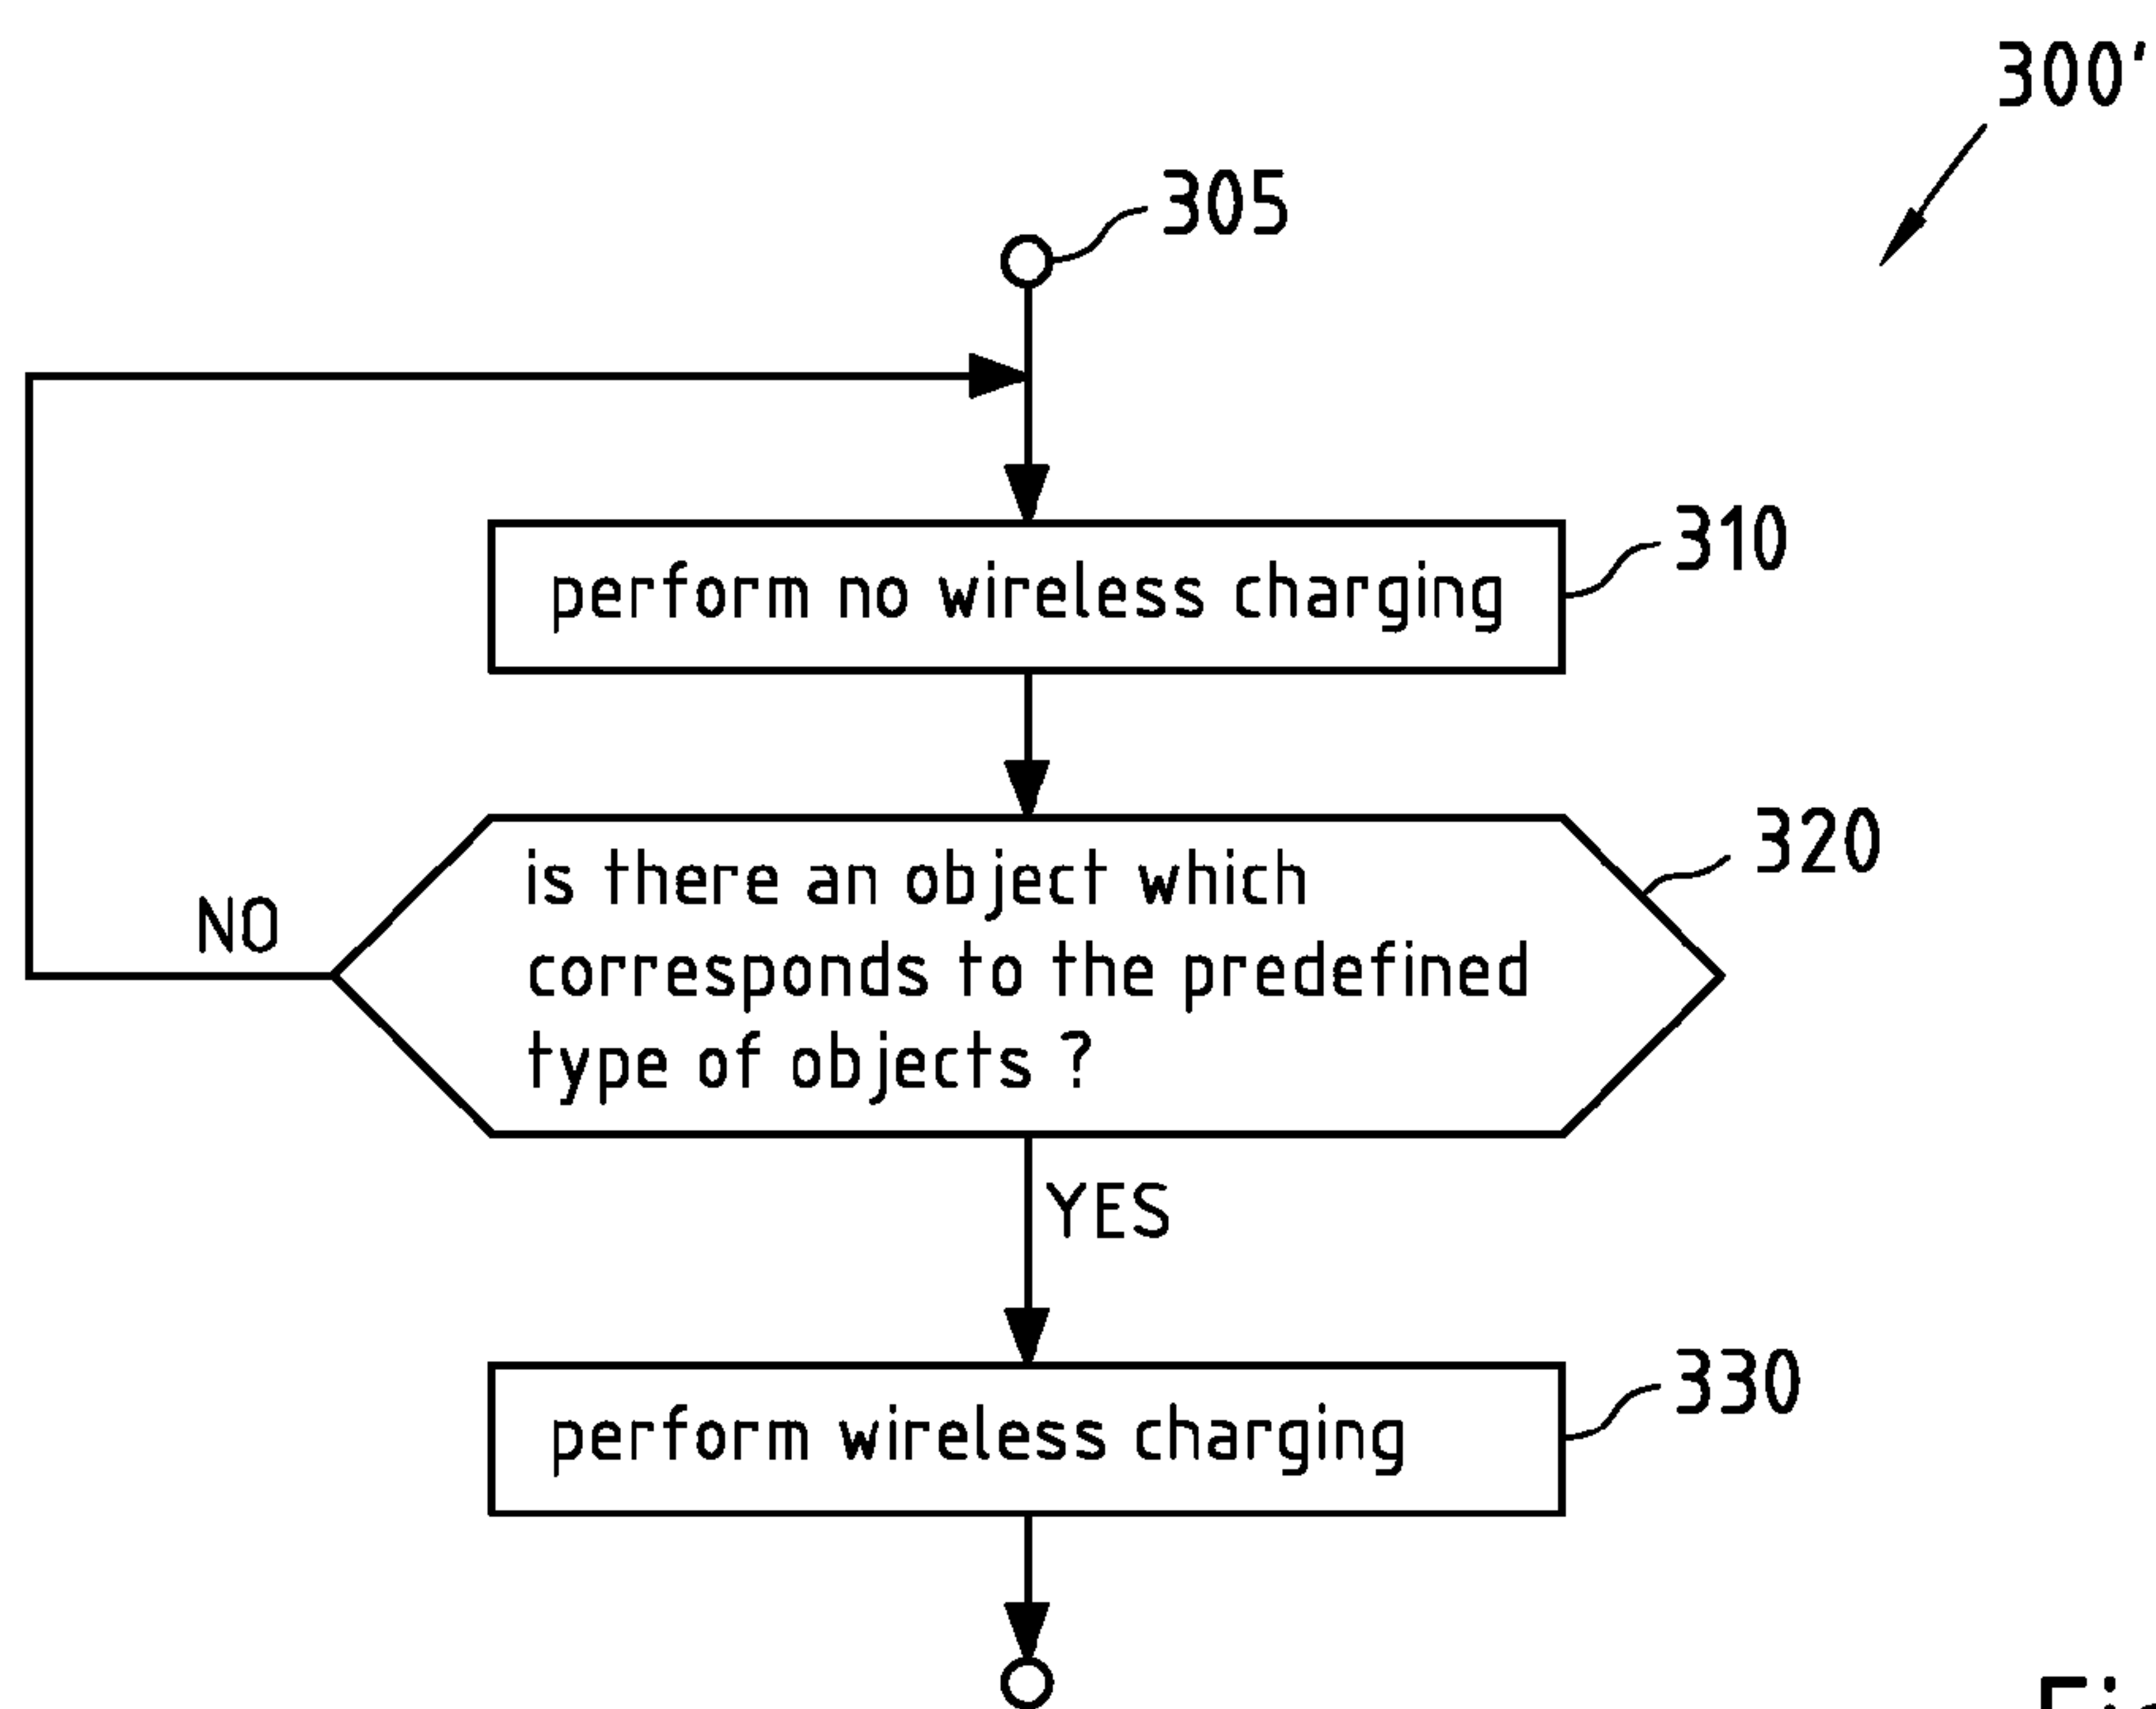 300'
305
310
perform no wireless charging
320
is there an object which
corresponds to the predefined
type of objects ?
NO
YES
330
perform wireless charging